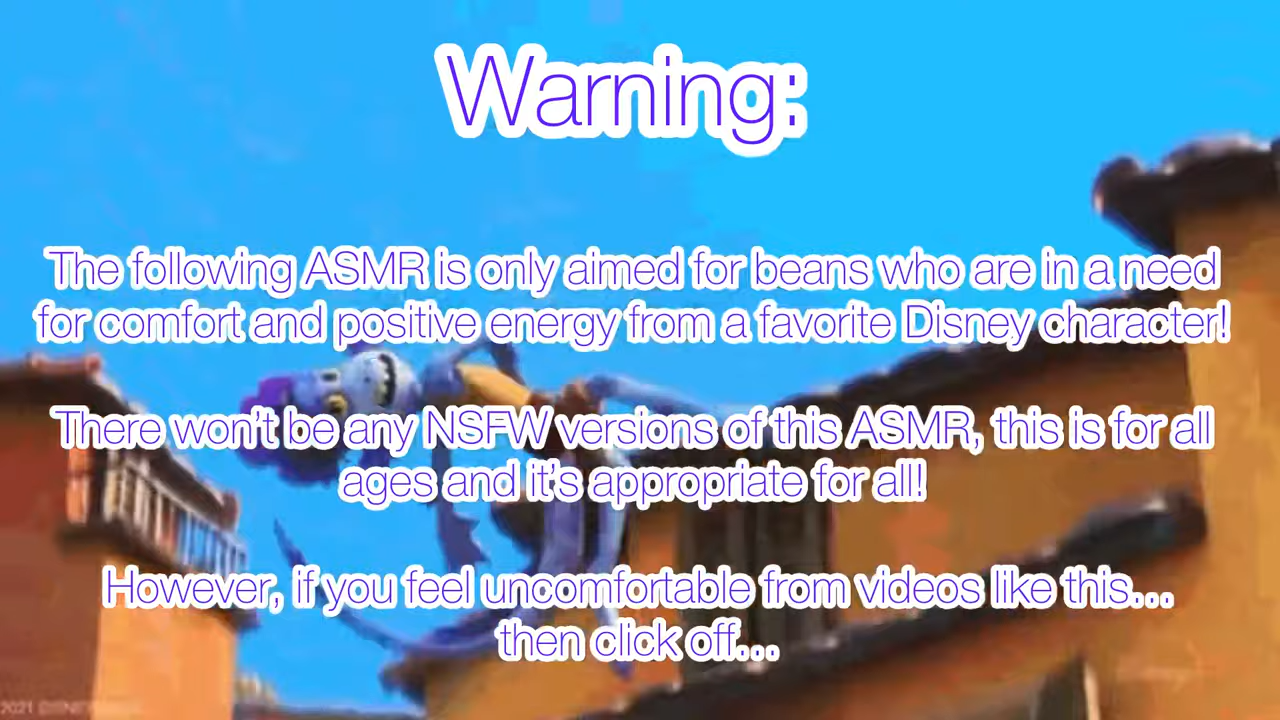 Warning:
The following ASMR is only aimed for beans who are in a need
for comfort and positive energy from a favorite Disney character!
There won't be any NSFW versions of this ASMR, this is for all
ages and it's appropriate for all!
However, if you feel uncomfortable from videos like this...
then click off...
2021 DISNEY